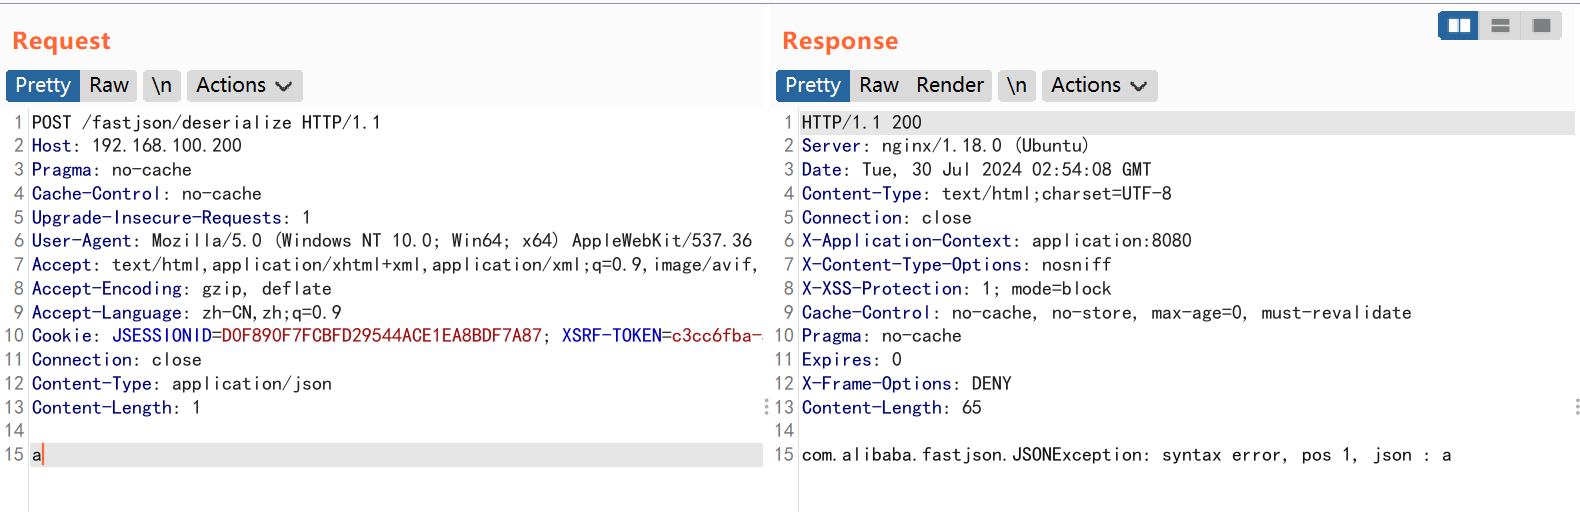 Request
Pretty Raw \n Actions
1 POST /fastjson/deserialize HTTP/1.1
2 Host: 192.168.100.200
3 Pragma: no-cache
4 Cache-Control: no-cache
5 Upgrade-Insecure-Requests: 1
6 User-Agent: Mozilla/5.0 (Windows NT 10.0; Win64; x64) AppleWebKit/537.36
7 Accept: text/html,application/xhtml+xml,application/xml;q=0.9,image/avif,
8 Accept-Encoding: gzip, deflate
9 Accept-Language: zh-CN,zh;q=0.9
10 Cookie: JSESSIONID=D0F890F7FCBFD29544ACE1EA8BDF7A87; XSRF-TOKEN=c3cc6fba-
11 Connection: close
12 Content-Type: application/json
13 Content-Length: 1
14
15 a
Response
Pretty Raw Render \n Actions
1 HTTP/1.1 200
2 Server: nginx/1.18.0 (Ubuntu)
3 Date: Tue, 30 Jul 2024 02:54:08 GMT
4 Content-Type: text/html;charset=UTF-8
5 Connection: close
6 X-Application-Context: application:8080
7 X-Content-Type-Options: nosniff
8 X-XSS-Protection: 1; mode=block
9 Cache-Control: no-cache, no-store, max-age=0, must-revalidate
10 Pragma: no-cache
11 Expires: 0
12 X-Frame-Options: DENY
13 Content-Length: 65
14
15 com.alibaba.fastjson.JSONException: syntax error, pos 1, json : a